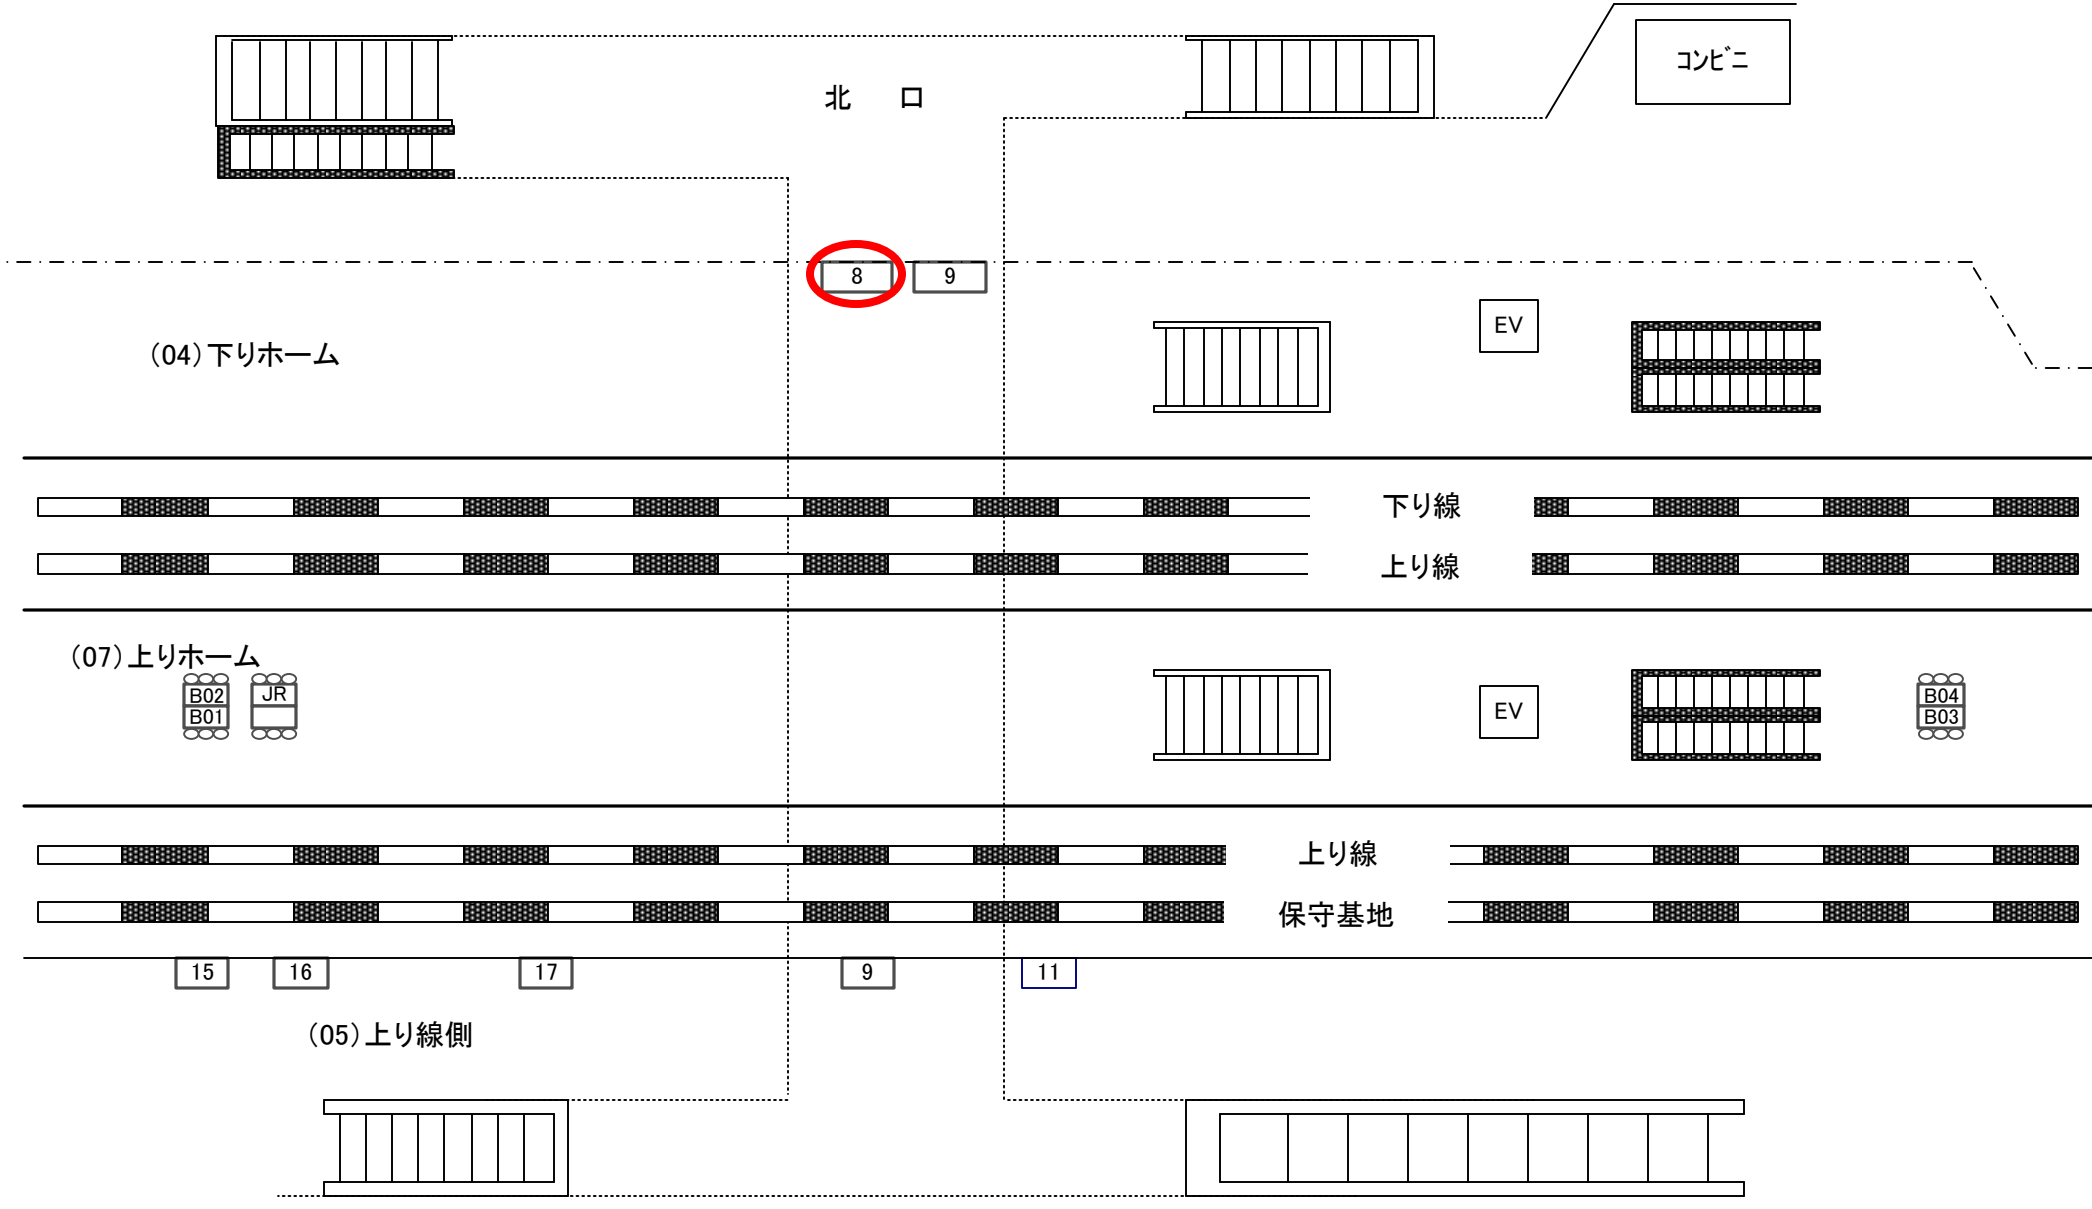 コンビニ
北　口
8
9
EV
(04)下りホーム
下り線
上り線
(07)上りホーム
B02
B01
JR
EV
B04
B03
上り線
保守基地
15
16
17
9
11
(05)上り線側